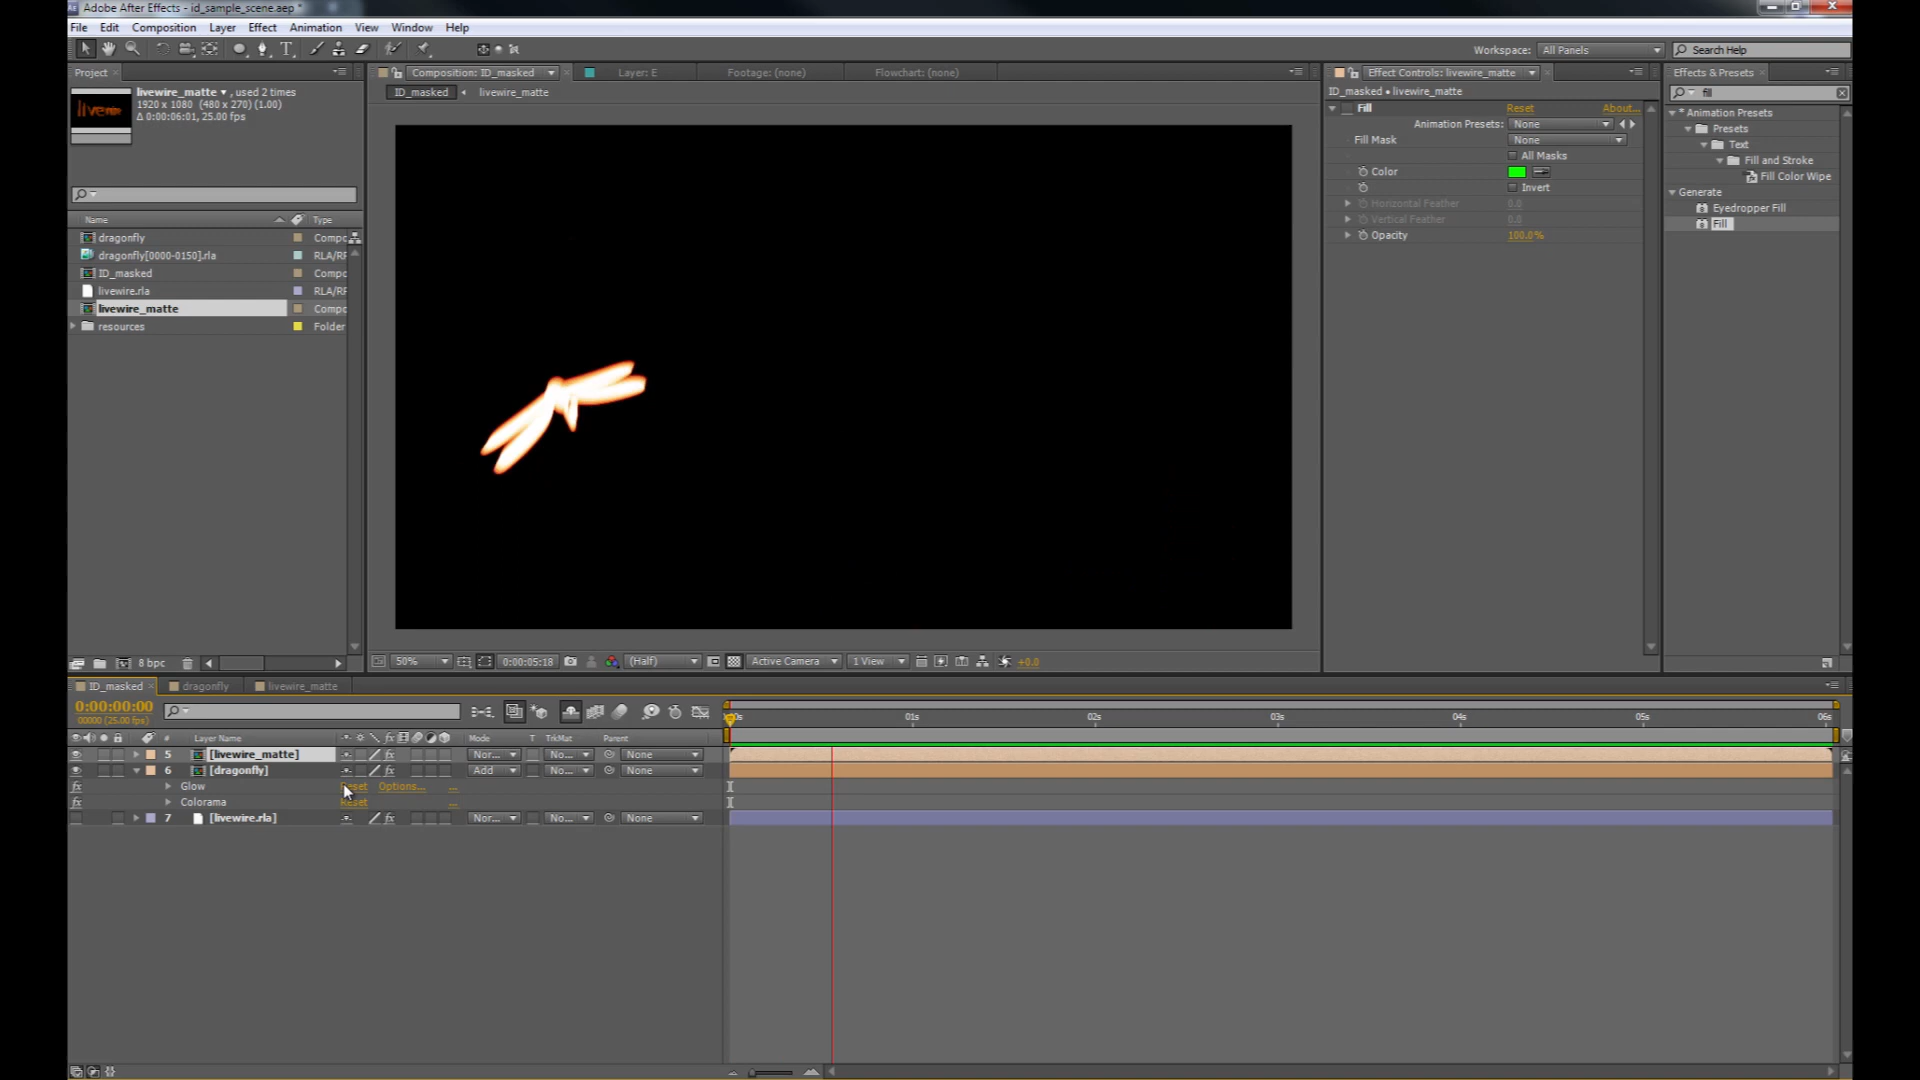 Adobe After Effects - id_sample_scene.aep *
File Edit Composition Layer Effect Animation View Window Help
Workspace: All Panels Search Help
Project
Composition: ID_masked
Layer: E
Footage: (none)
Flowchart: (none)
Effect Controls: livewire_matte
Effects & Presets
livewire_matte ▾, used 2 times
1920 x 1080 (480 x 270) (1.00)
Δ 0:00:06:01, 25.00 fps
ID_masked livewire_matte
ID_masked • livewire_matte
fill
Fill Reset About...
Animation Presets: None
Fill Mask None
All Masks
Color
Invert
Horizontal Feather 0.0
Vertical Feather 0.0
Opacity 100.0%
* Animation Presets
Presets
Text
Fill and Stroke
Fill Color Wipe
Generate
Eyedropper Fill
Fill
Name Type
dragonfly Compo
dragonfly[0000-0150].rla RLA/RF
ID_masked Compo
livewire.rla RLA/RF
livewire_matte Compo
resources Folder
8 bpc
50% 0:00:05:18 (Half) Active Camera 1 View +0.0
ID_masked dragonfly livewire_matte
0:00:00:00
00000 (25.00 fps)
01s 02s 03s 04s 05s 06s
# Layer Name Mode T TrkMat Parent
5 [livewire_matte] Nor... None
6 [dragonfly] Add No... None
Glow Reset Options... ...
Colorama Reset ...
7 [livewire.rla] Nor... No... None